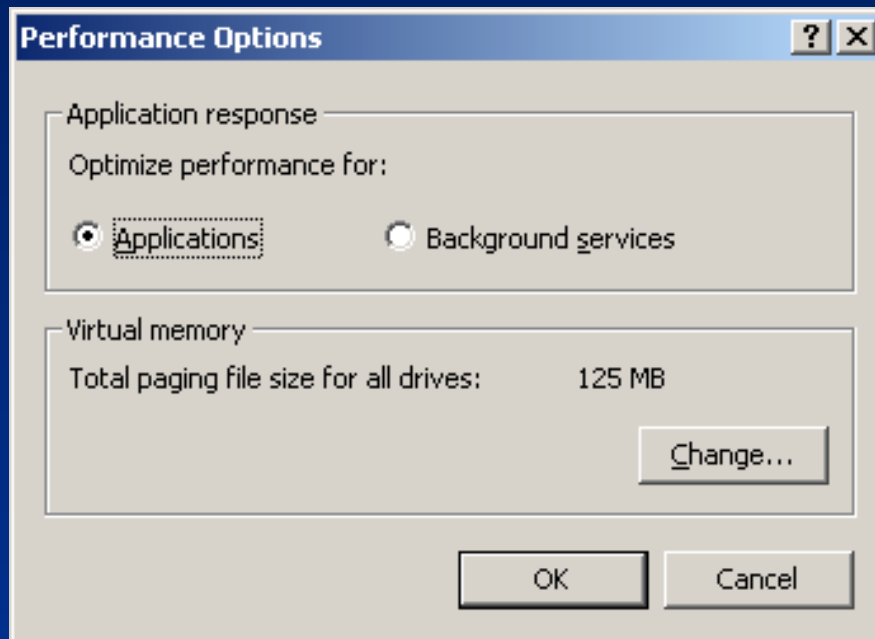 Performance Options
Application response
Optimize performance for:
Applications Background services
Virtual memory
Total paging file size for all drives: 125 MB
Change...
OK Cancel